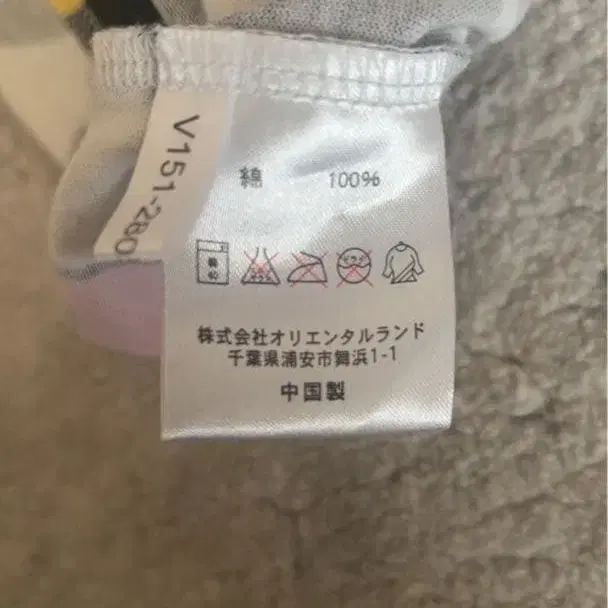 V151-280
綿 100%
株式会社オリエンタルランド
千葉県浦安市舞浜1-1
中国製